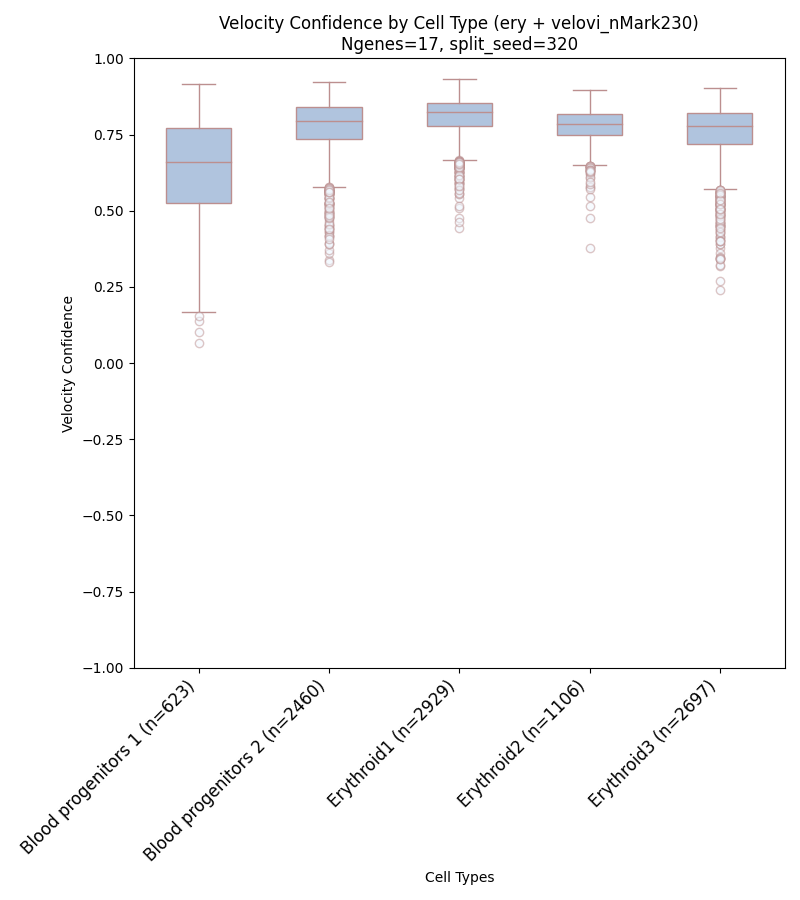 Velocity Confidence by Cell Type (ery + velovi_nMark230)
Ngenes=17, split_seed=320
1.00
0.75
0.50
0.25
0.00
−0.25
−0.50
−0.75
−1.00
Velocity Confidence
Blood progenitors 1 (n=623)
Blood progenitors 2 (n=2460)
Erythroid1 (n=2929)
Erythroid2 (n=1106)
Erythroid3 (n=2697)
Cell Types